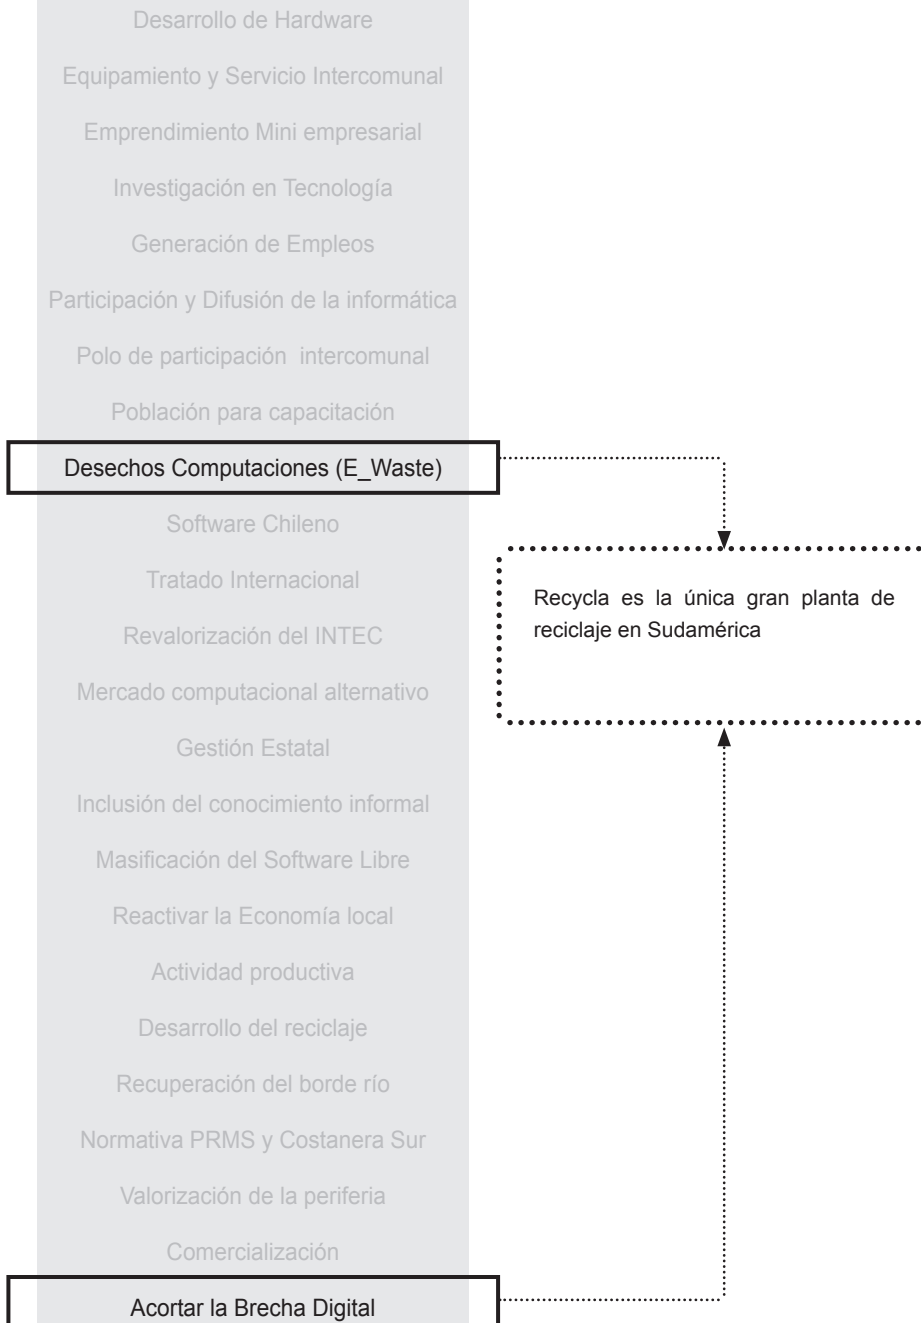 Desarrollo de Hardware
Equipamiento y Servicio Intercomunal
Emprendimiento Mini empresarial
Investigación en Tecnología
Generación de Empleos
Participación y Difusión de la informática
Polo de participación intercomunal
Población para capacitación
Desechos Computaciones (E_Waste)
Software Chileno
Tratado Internacional
Revalorización del INTEC
Mercado computacional alternativo
Gestión Estatal
Inclusión del conocimiento informal
Masificación del Software Libre
Reactivar la Economía local
Actividad productiva
Desarrollo del reciclaje
Recuperación del borde río
Normativa PRMS y Costanera Sur
Valorización de la periferia
Comercialización
Acortar la Brecha Digital
Recycla es la única gran planta de
reciclaje en Sudamérica